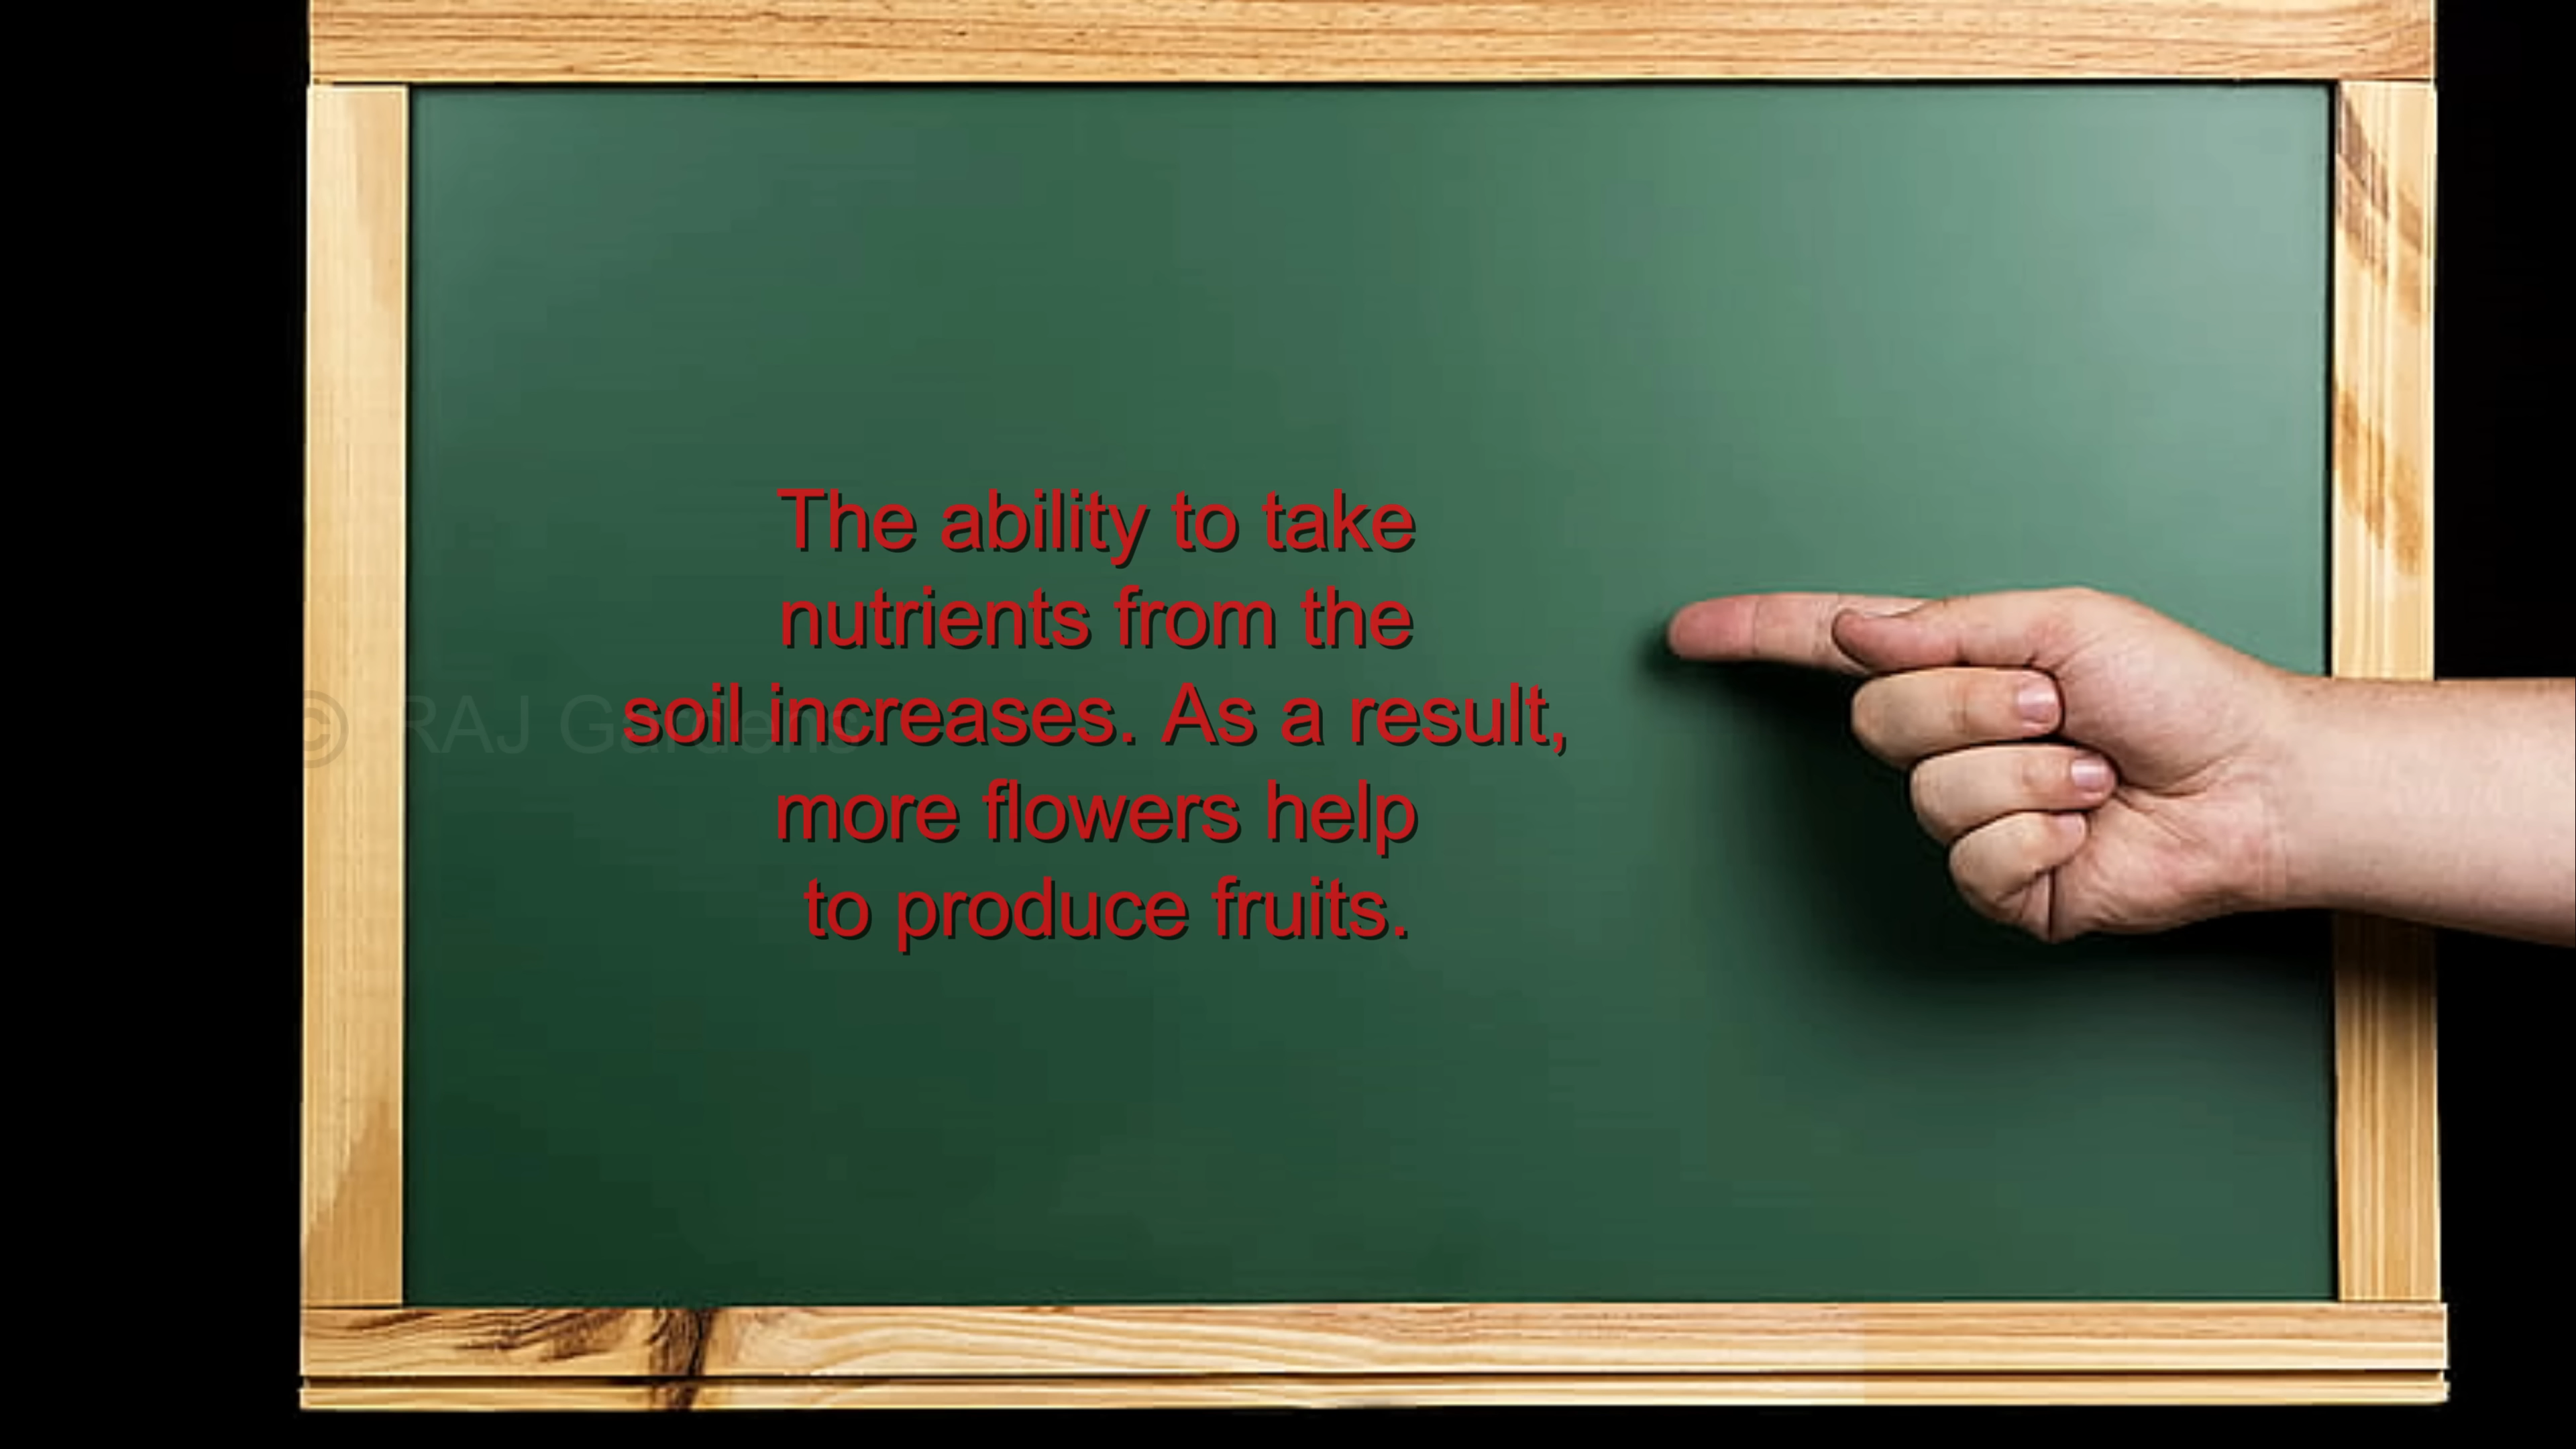 The ability to take
nutrients from the
soil increases. As a result,
more flowers help
to produce fruits.
© RAJ Gardens